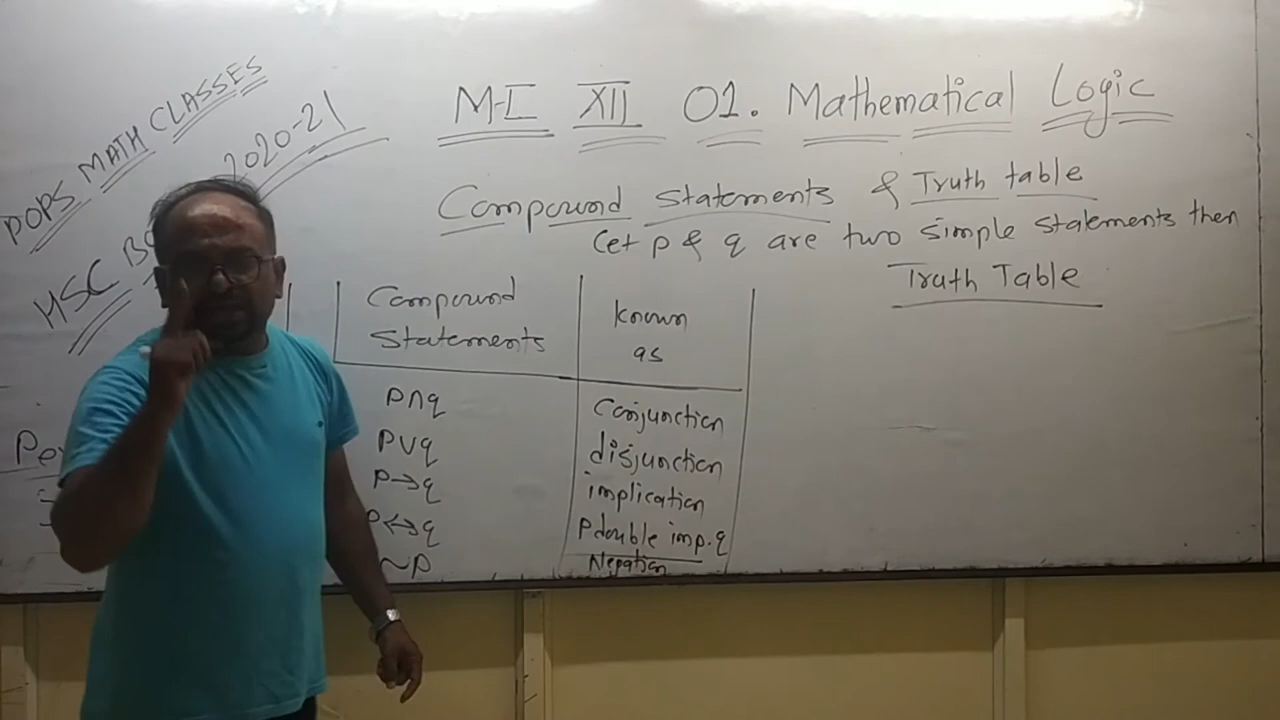 POPS MATH CLASSES
HSC BO
2020-21
M-I XII 01. Mathematical Logic
Compound statements & Truth table
Let p & q are two simple statements then
Truth Table
Compound Statements
known as
p∧q
Conjunction
p∨q
disjunction
p→q
implication
p↔q
p double imp. q
~p
Negation